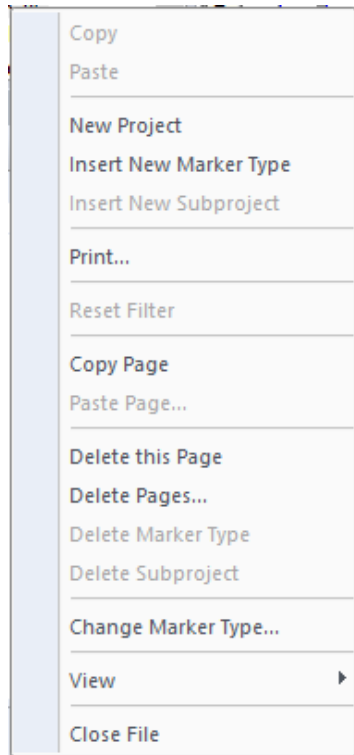 Copy
Paste
New Project
Insert New Marker Type
Insert New Subproject
Print...
Reset Filter
Copy Page
Paste Page...
Delete this Page
Delete Pages...
Delete Marker Type
Delete Subproject
Change Marker Type...
View
Close File